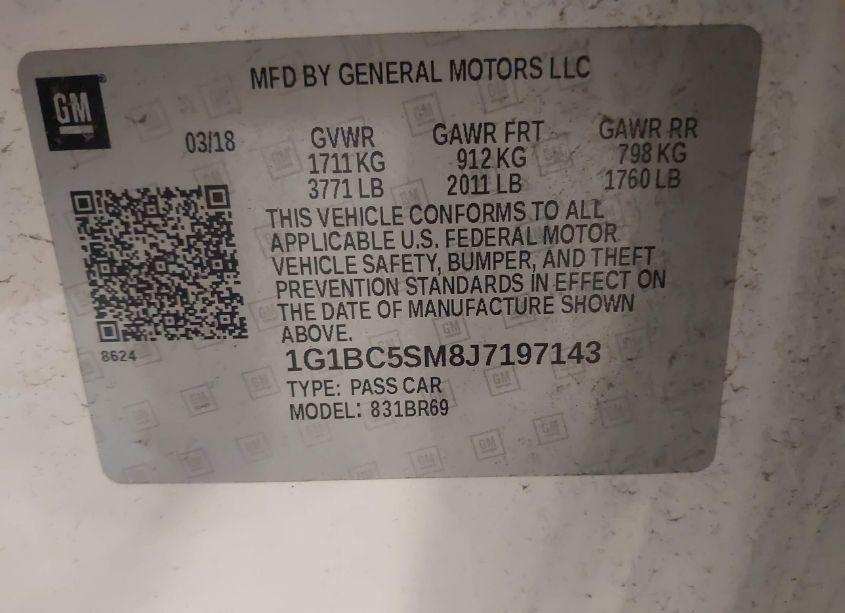 MFD BY GENERAL MOTORS LLC
GM
03/18 GVWR GAWR FRT GAWR RR
1711 KG 912 KG 798 KG
3771 LB 2011 LB 1760 LB
THIS VEHICLE CONFORMS TO ALL
APPLICABLE U.S. FEDERAL MOTOR
VEHICLE SAFETY, BUMPER, AND THEFT
PREVENTION STANDARDS IN EFFECT ON
THE DATE OF MANUFACTURE SHOWN
ABOVE.
8624
1G1BC5SM8J7197143
TYPE: PASS CAR
MODEL: 831BR69